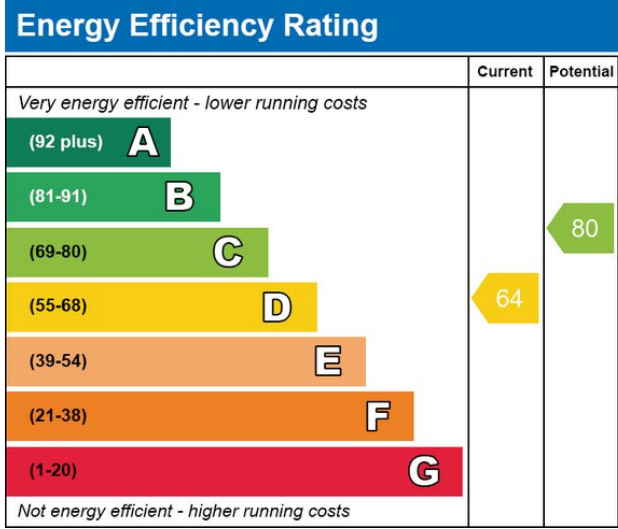 Energy Efficiency Rating
Current Potential
Very energy efficient - lower running costs
(92 plus) A
(81-91) B
(69-80) C
80
(55-68) D
64
(39-54) E
(21-38) F
(1-20) G
Not energy efficient - higher running costs